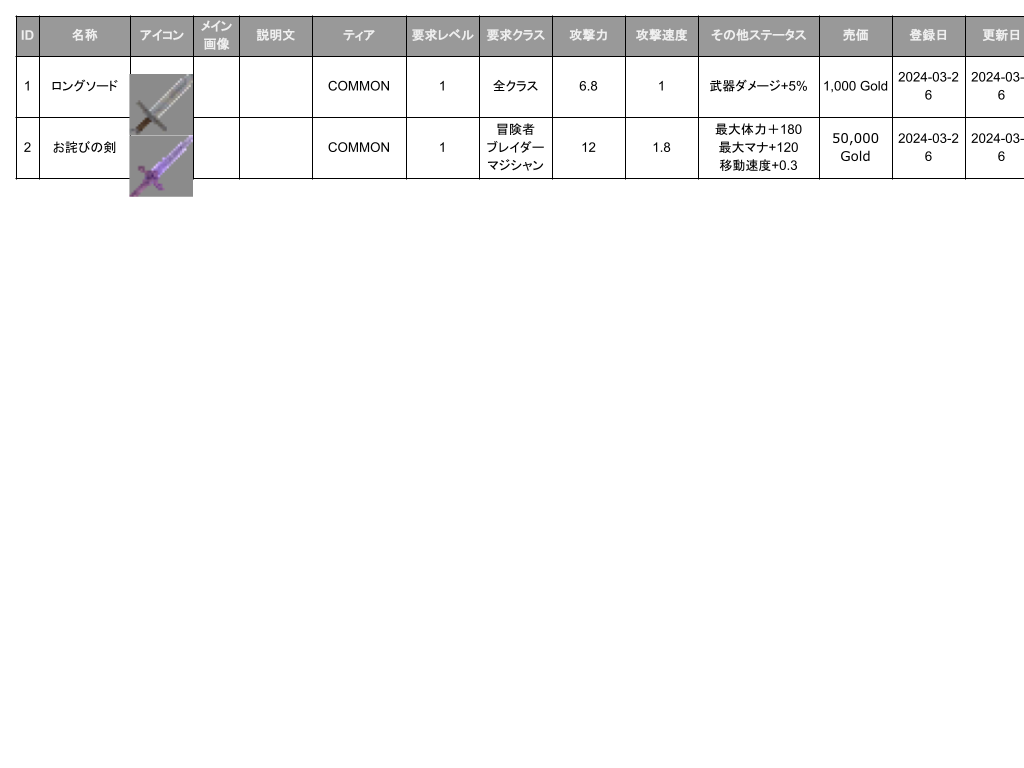 ID 名称 アイコン メイン
画像 説明文 ティア 要求レベル 要求クラス 攻撃力 攻撃速度 その他ステータス 売価 登録日 更新日
1 ロングソード COMMON 1 全クラス 6.8 1 武器ダメージ+5% 1,000 Gold 2024-03-2
6 2024-03-
6
2 お詫びの剣 COMMON 1 冒険者
ブレイダー
マジシャン 12 1.8 最大体力＋180
最大マナ+120
移動速度+0.3 50,000
Gold 2024-03-2
6 2024-03-
6